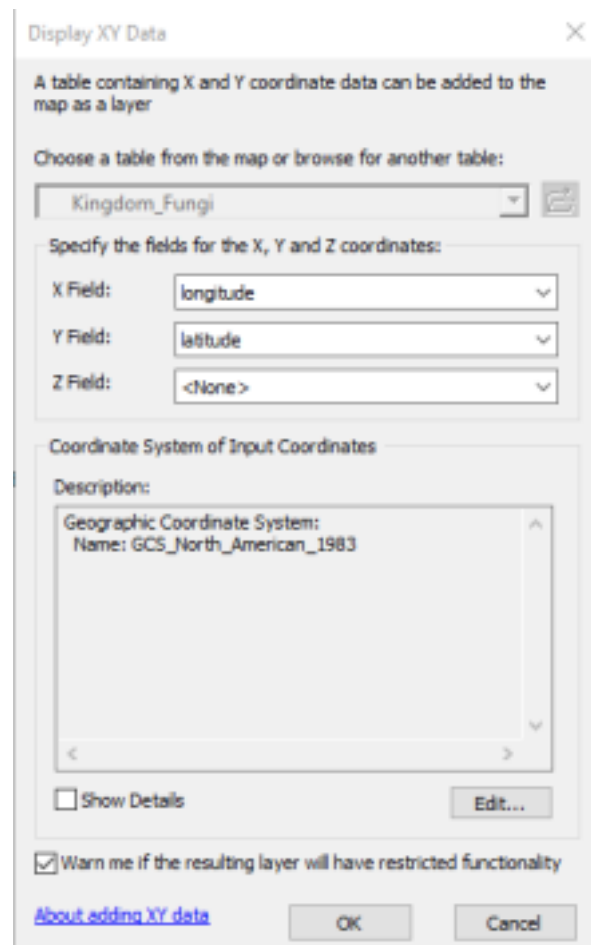 Display XY Data
A table containing X and Y coordinate data can be added to the
map as a layer
Choose a table from the map or browse for another table:
Kingdom_Fungi
Specify the fields for the X, Y and Z coordinates:
X Field: longitude
Y Field: latitude
Z Field: <None>
Coordinate System of Input Coordinates
Description:
Geographic Coordinate System:
Name: GCS_North_American_1983
Show Details Edit...
Warn me if the resulting layer will have restricted functionality
About adding XY data OK Cancel